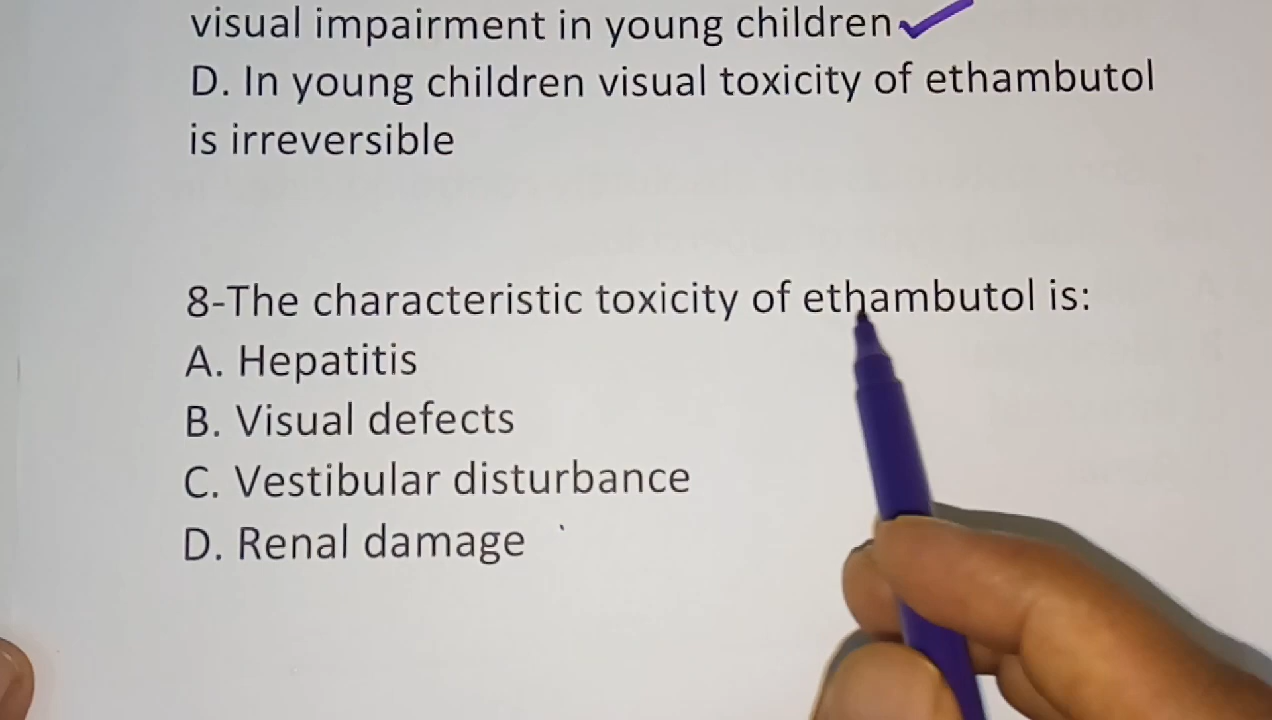 visual impairment in young children
D. In young children visual toxicity of ethambutol
is irreversible
8-The characteristic toxicity of ethambutol is:
A. Hepatitis
B. Visual defects
C. Vestibular disturbance
D. Renal damage